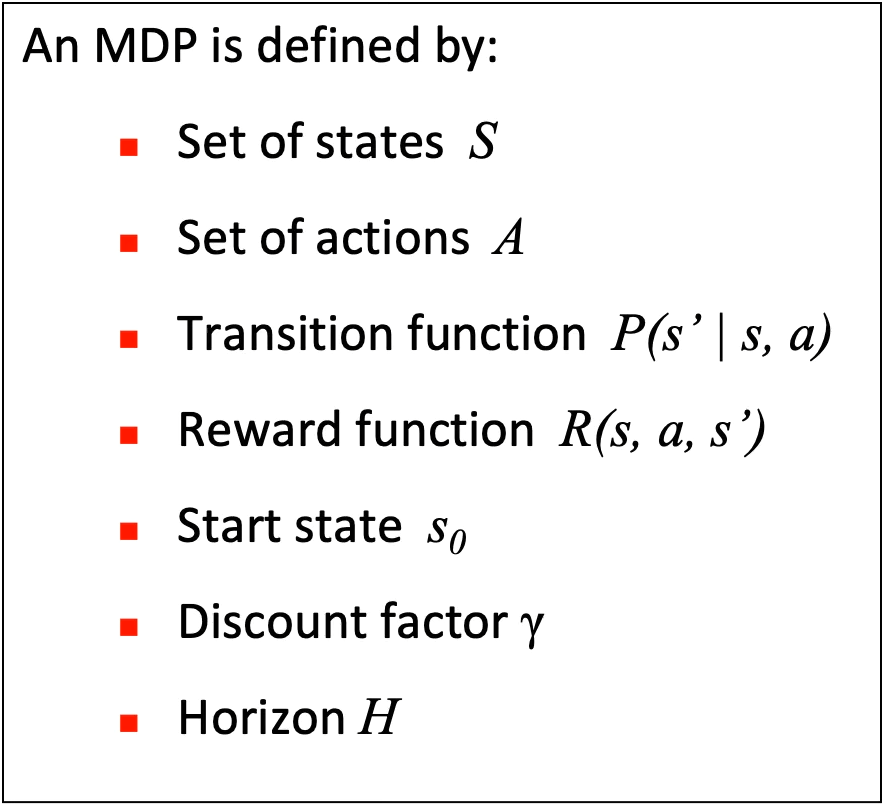 An MDP is defined by:
▪ Set of states S
▪ Set of actions A
▪ Transition function P(s’ | s, a)
▪ Reward function R(s, a, s’)
▪ Start state s₀
▪ Discount factor γ
▪ Horizon H